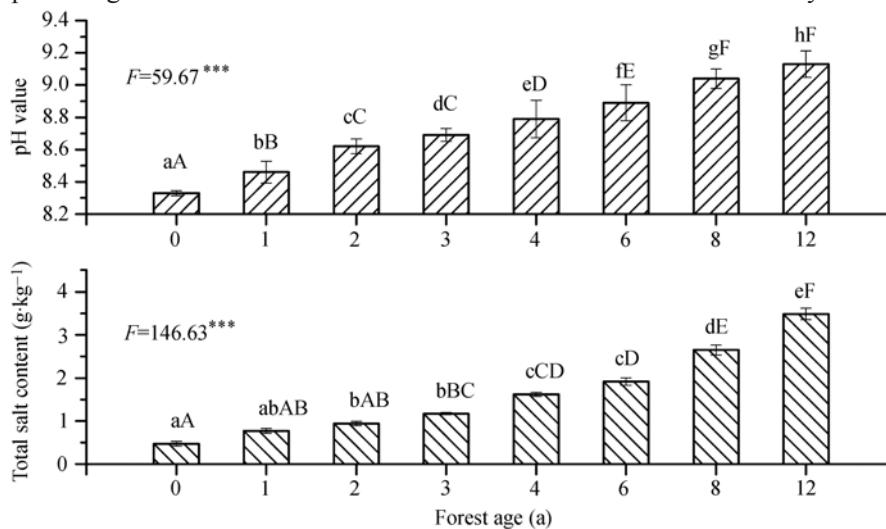 9.4
9.2
9.0
8.8
8.6
8.4
8.2
pH value
F=59.67***
aA
bB
cC
dC
eD
fE
gF
hF
0 1 2 3 4 6 8 12
4
3
2
1
0
Total salt content (g·kg⁻¹)
F=146.63***
aA
abAB
bAB
bBC
cCD
cD
dE
eF
0 1 2 3 4 6 8 12
Forest age (a)